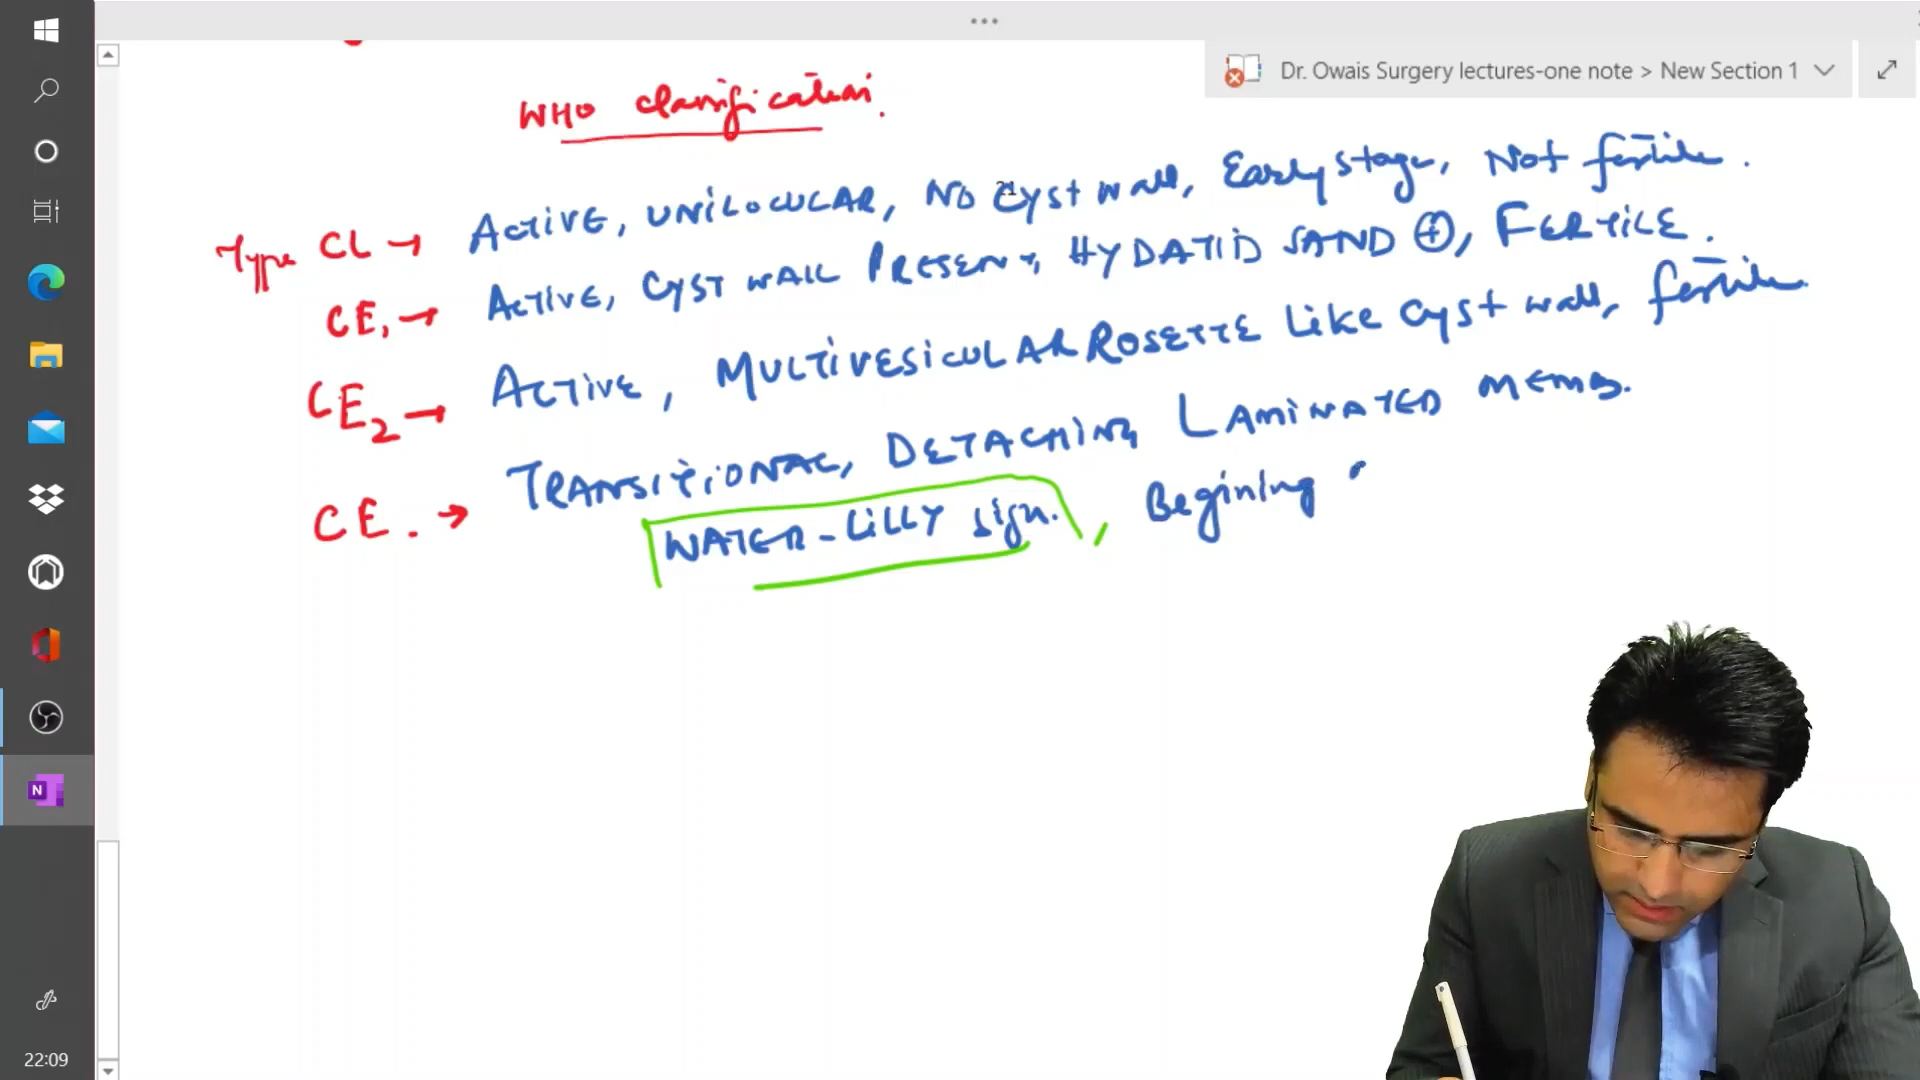 Dr. Owais Surgery lectures-one note > New Section 1
WHO classification.
Type CL → ACTIVE, UNILOCULAR, NO Cyst wall, Early stage, Not fertile.
21
CE1 → ACTIVE, CYST WALL PRESENT, HYDATID SAND ⊕, FERTILE.
CE2 → ACTIVE, MULTIVESICULAR ROSETTE Like cyst wall, fertile
CE. → TRANSITIONAL, DETACHING LAMINATED MEMB.
WATER-LILLY sign., Begining
N
22:09